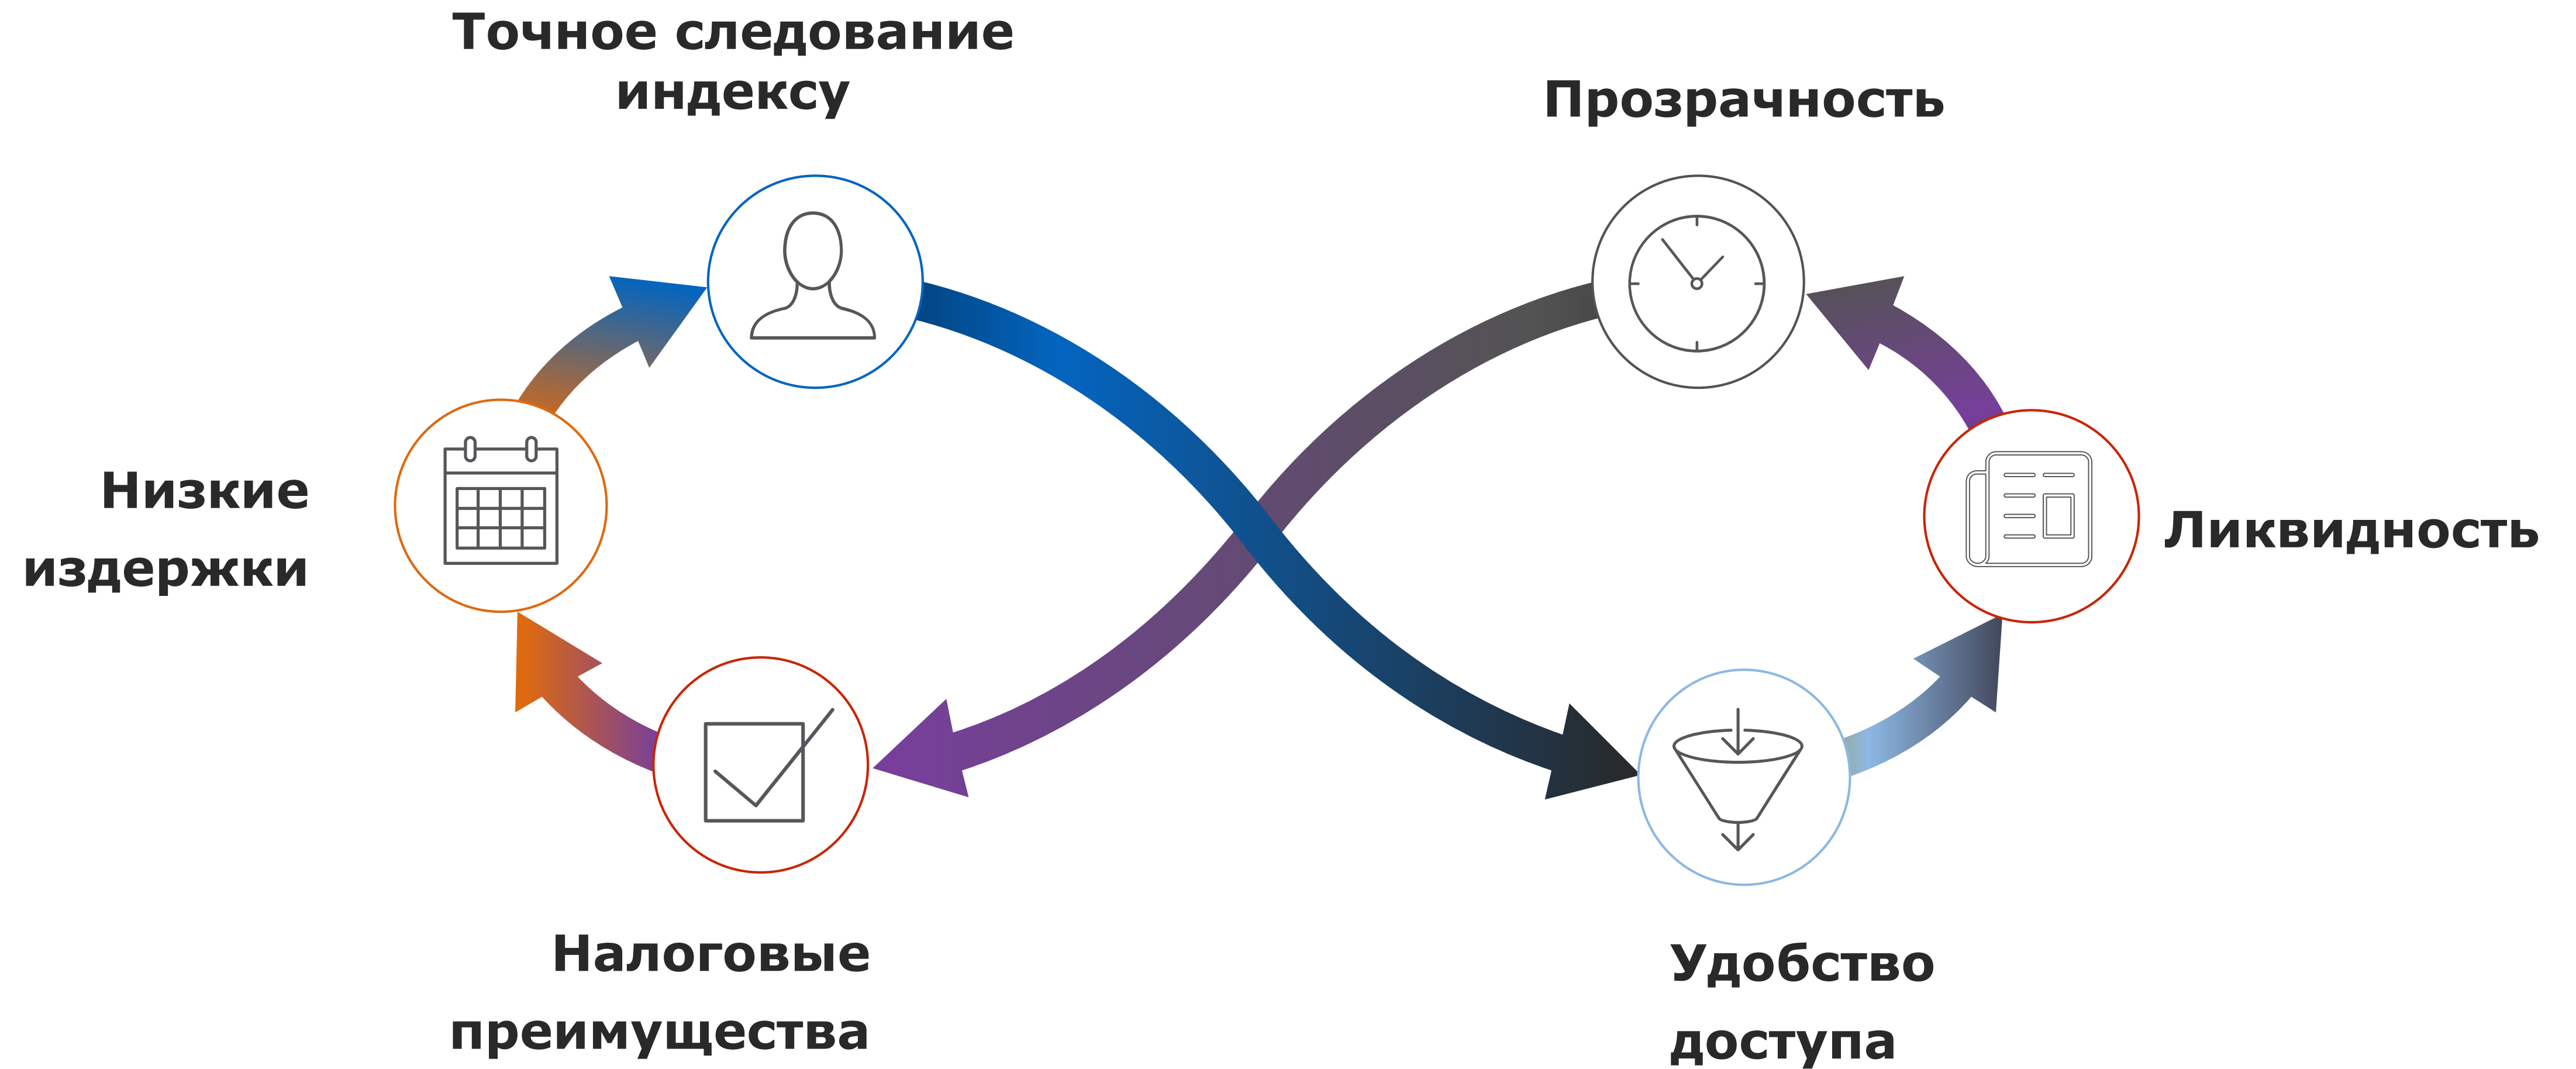 Точное следование
индексу
Прозрачность
Низкие
издержки
Ликвидность
Налоговые
преимущества
Удобство
доступа